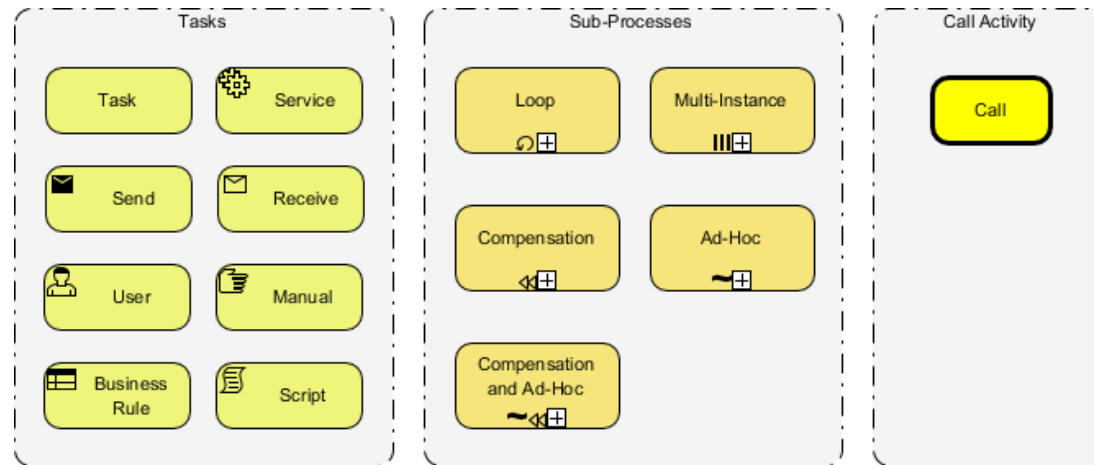 Tasks
Task
Service
Send
Receive
User
Manual
Business
Rule
Script
Sub-Processes
Loop
Multi-Instance
Compensation
Ad-Hoc
Compensation
and Ad-Hoc
Call Activity
Call